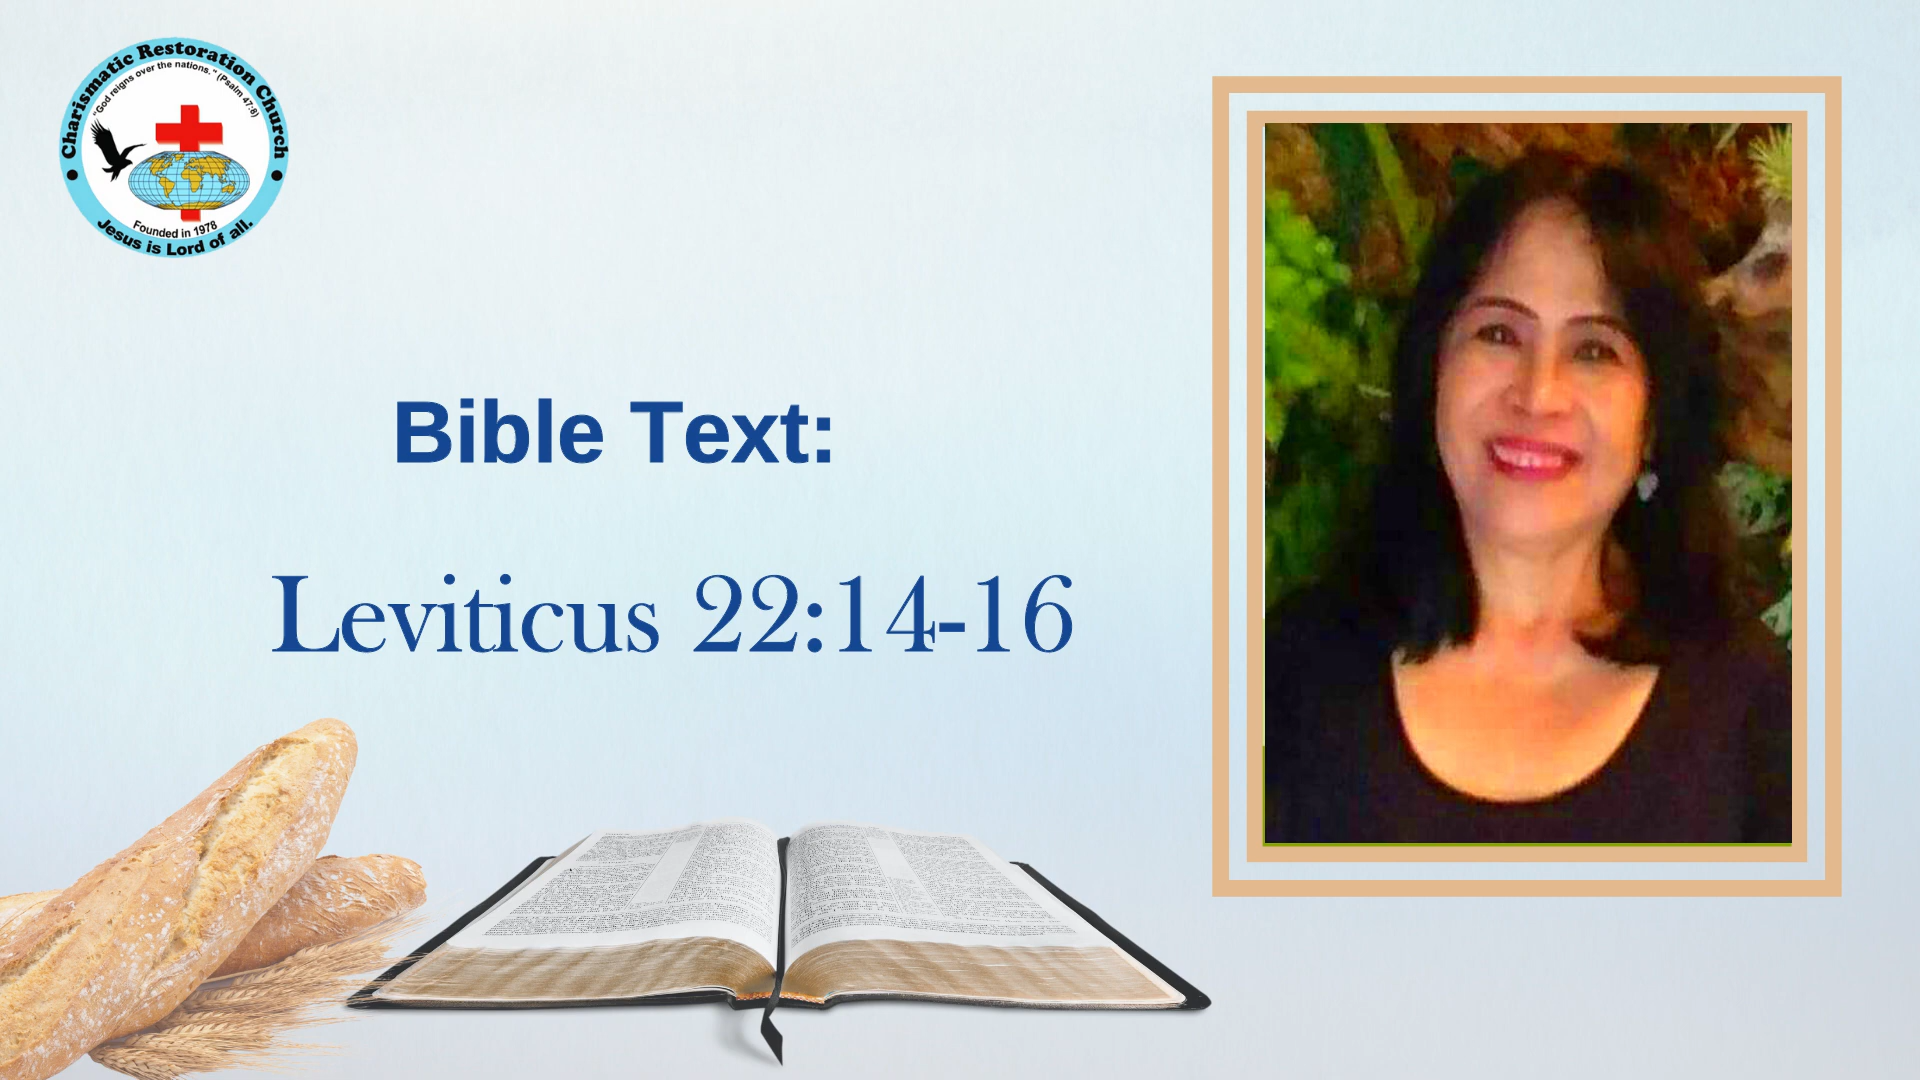 Charismatic Restoration Church
"God reigns over the nations." (Psalm 47:8)
Founded in 1978
Jesus is Lord of all.
Bible Text:
Leviticus 22:14-16